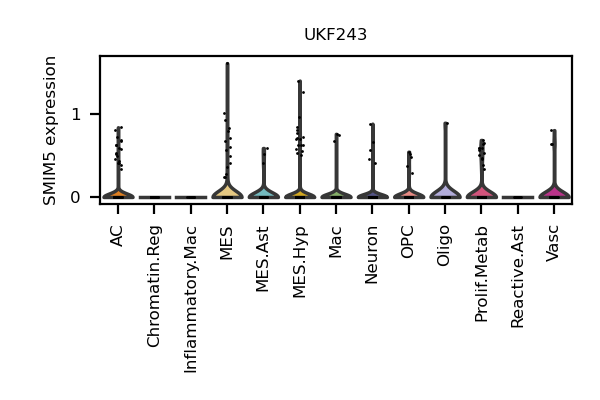 UKF243
SMIM5 expression
1
0
AC
Chromatin.Reg
Inflammatory.Mac
MES
MES.Ast
MES.Hyp
Mac
Neuron
OPC
Oligo
Prolif.Metab
Reactive.Ast
Vasc